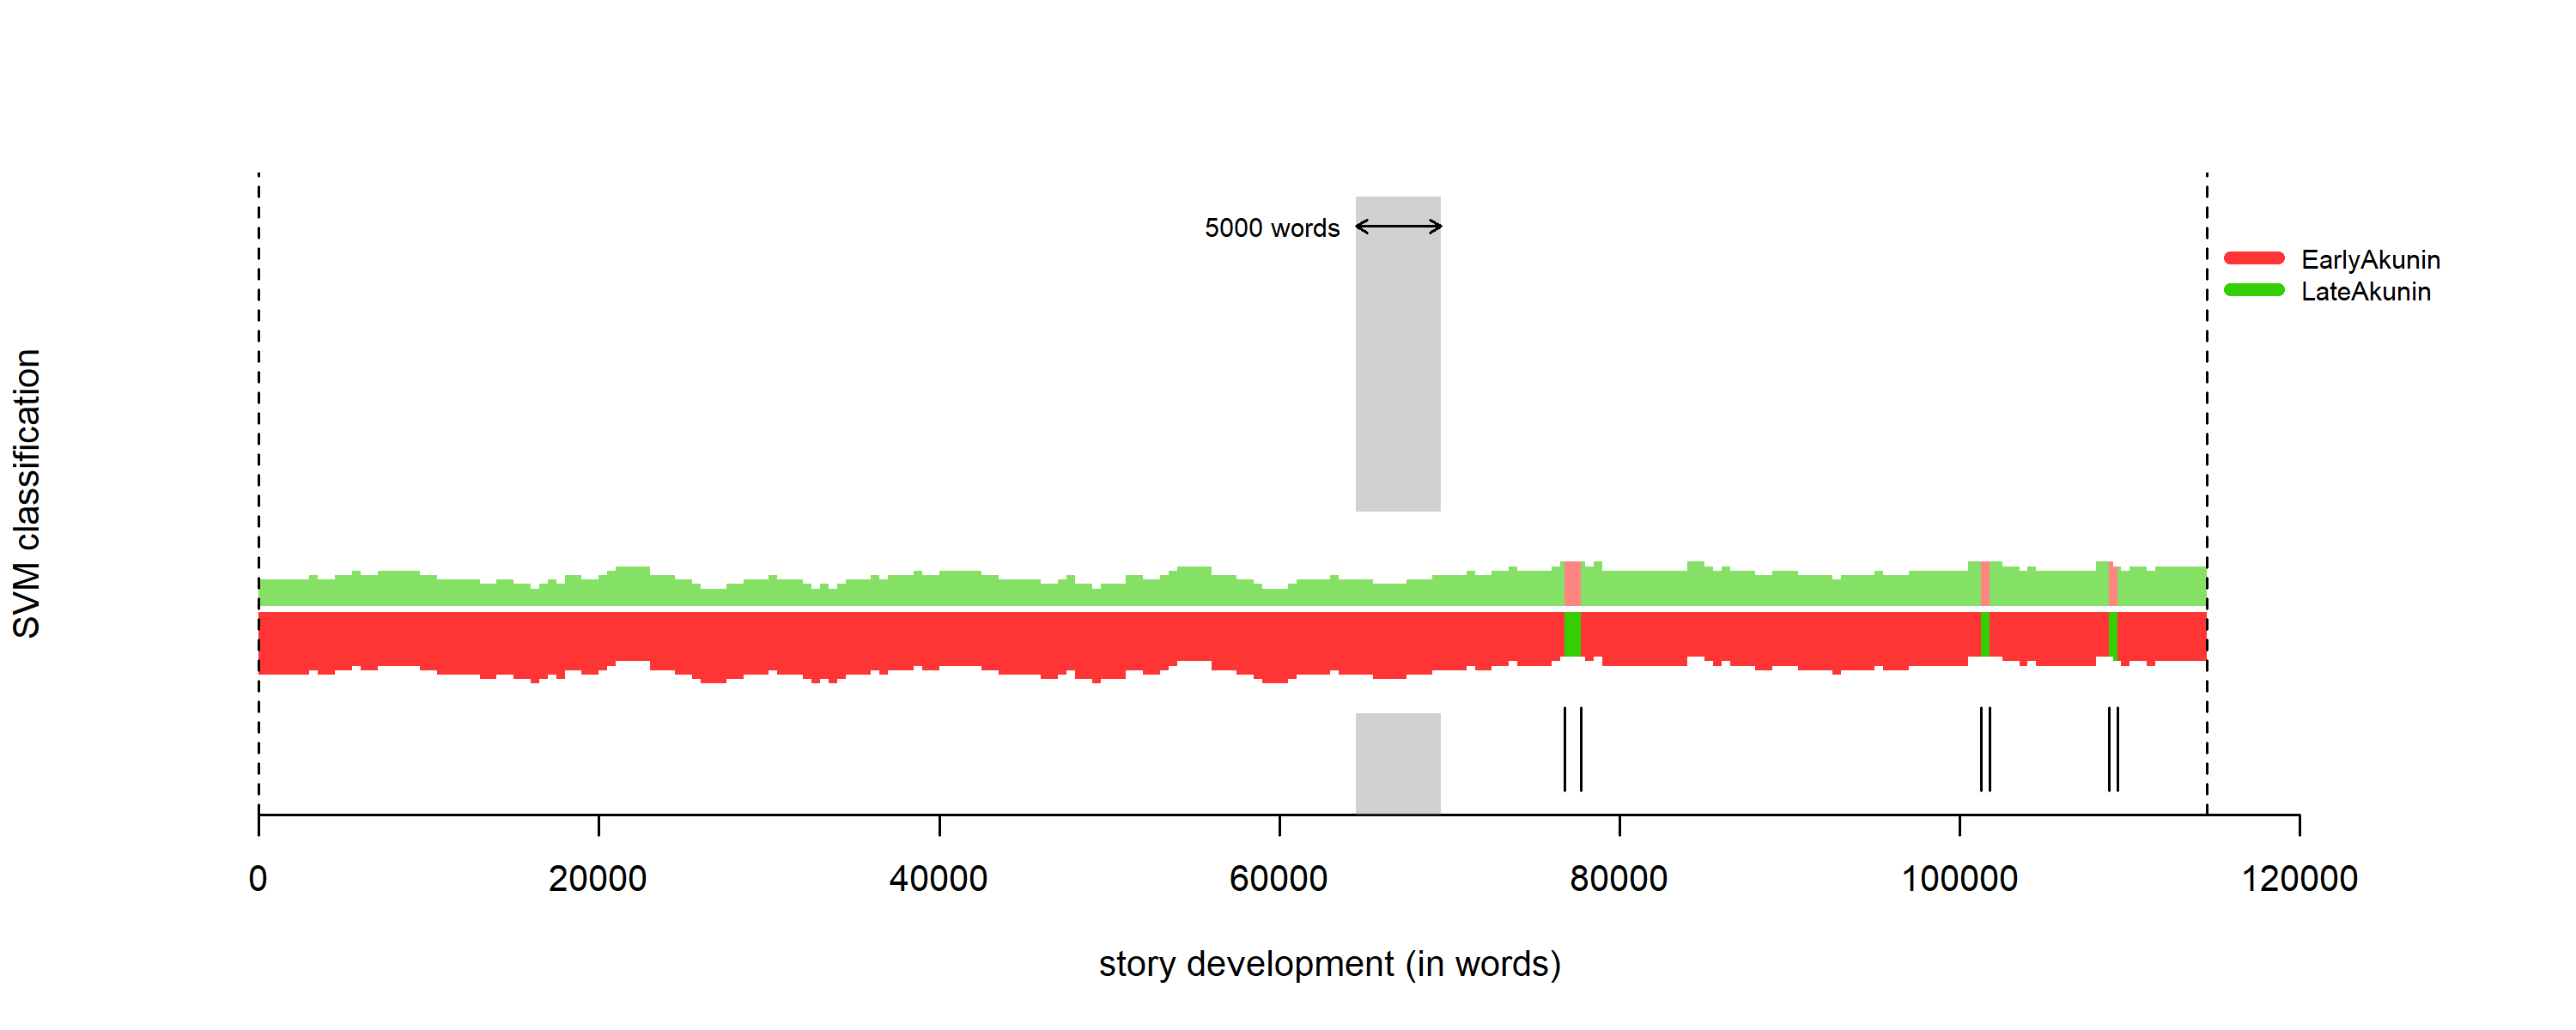 5000 words
EarlyAkunin
LateAkunin
SVM classification
0 20000 40000 60000 80000 100000 120000
story development (in words)